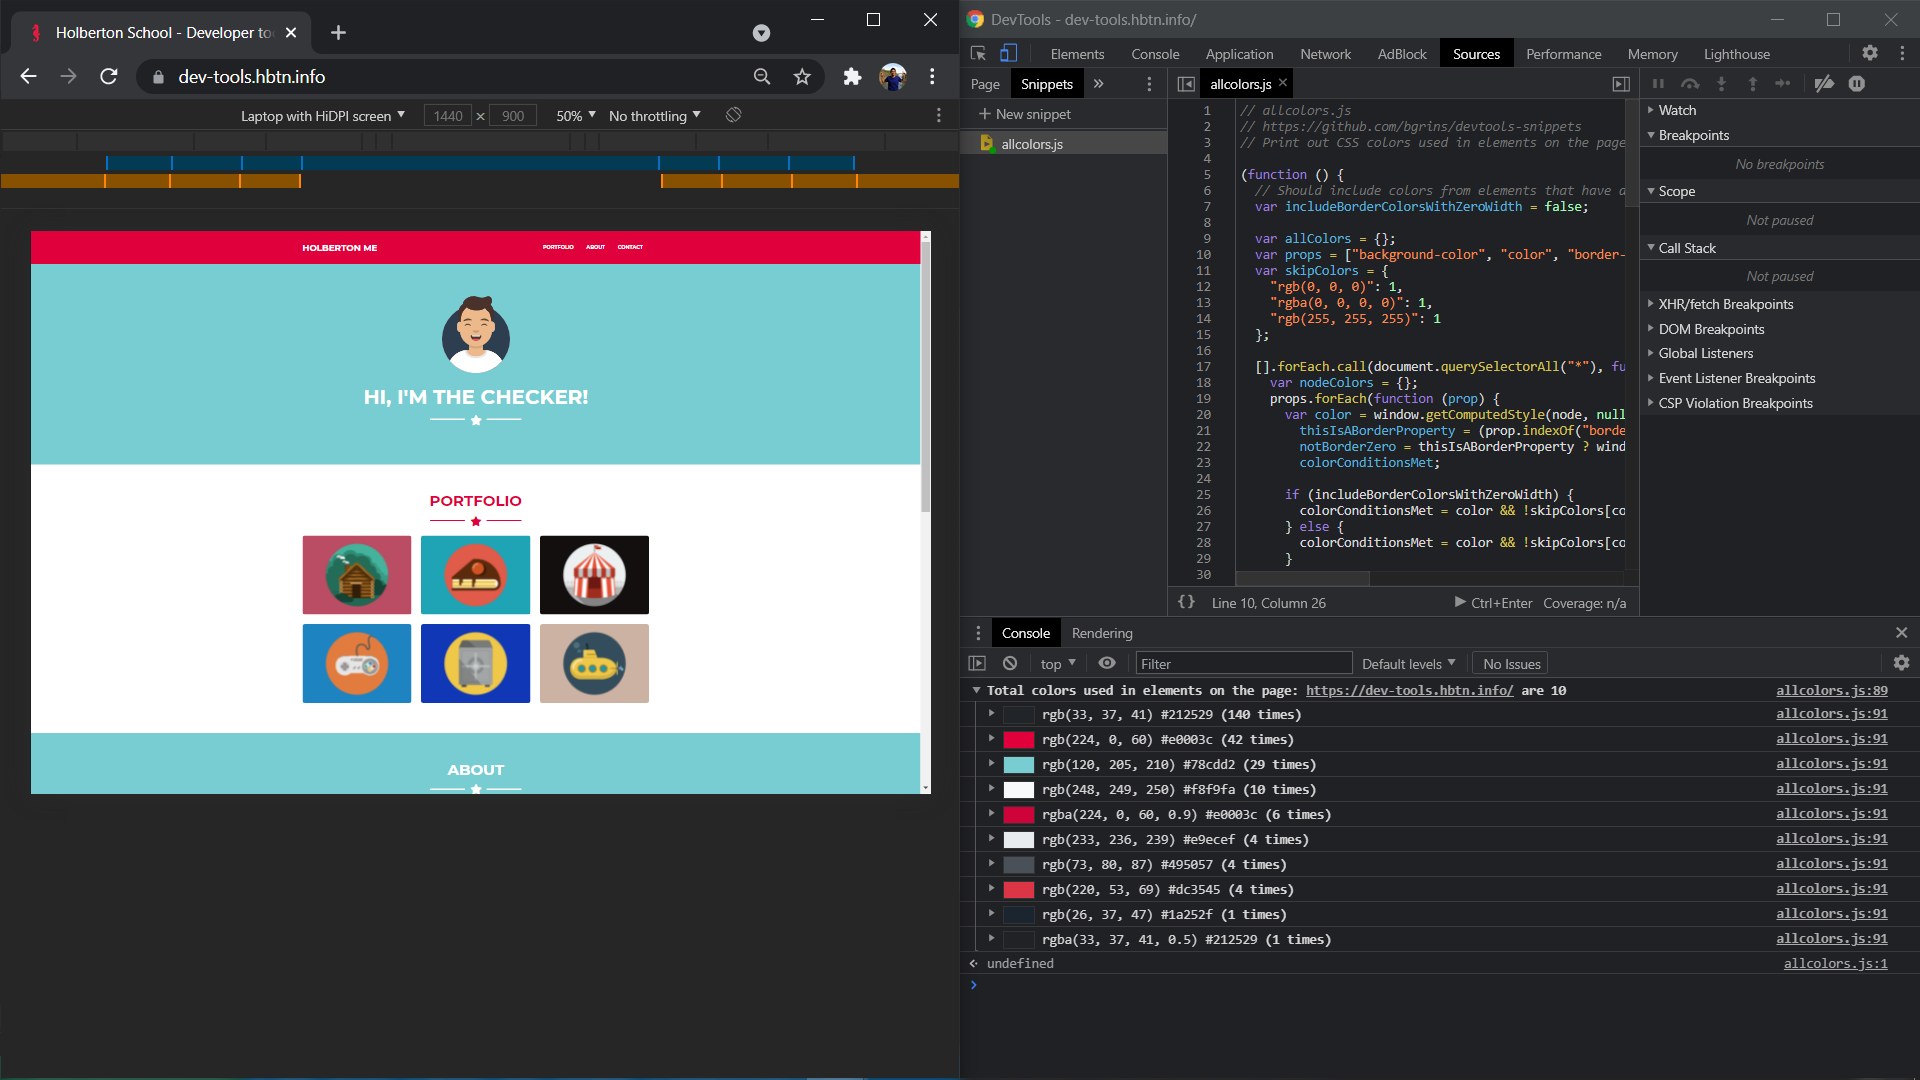 Holberton School - Developer to
dev-tools.hbtn.info
Laptop with HiDPI screen 1440 × 900 50% No throttling
HOLBERTON ME
PORTFOLIO ABOUT CONTACT
HI, I'M THE CHECKER!
PORTFOLIO
ABOUT
DevTools - dev-tools.hbtn.info/
Elements Console Application Network AdBlock Sources Performance Memory Lighthouse
Page Snippets »
New snippet
allcolors.js
allcolors.js
1 // allcolors.js
2 // https://github.com/bgrins/devtools-snippets
3 // Print out CSS colors used in elements on the page
4
5 (function () {
6 // Should include colors from elements that have a
7 var includeBorderColorsWithZeroWidth = false;
8
9 var allColors = {};
10 var props = ["background-color", "color", "border-
11 var skipColors = {
12 "rgb(0, 0, 0)": 1,
13 "rgba(0, 0, 0, 0)": 1,
14 "rgb(255, 255, 255)": 1
15 };
16
17 [].forEach.call(document.querySelectorAll("*"), fu
18 var nodeColors = {};
19 props.forEach(function (prop) {
20 var color = window.getComputedStyle(node, null
21 thisIsABorderProperty = (prop.indexOf("borde
22 notBorderZero = thisIsABorderProperty ? wind
23 colorConditionsMet;
24
25 if (includeBorderColorsWithZeroWidth) {
26 colorConditionsMet = color && !skipColors[co
27 } else {
28 colorConditionsMet = color && !skipColors[co
29 }
30
{} Line 10, Column 26 Ctrl+Enter Coverage: n/a
Watch
Breakpoints
No breakpoints
Scope
Not paused
Call Stack
Not paused
XHR/fetch Breakpoints
DOM Breakpoints
Global Listeners
Event Listener Breakpoints
CSP Violation Breakpoints
Console Rendering
top Filter Default levels No Issues
Total colors used in elements on the page: https://dev-tools.hbtn.info/ are 10 allcolors.js:89
rgb(33, 37, 41) #212529 (140 times) allcolors.js:91
rgb(224, 0, 60) #e0003c (42 times) allcolors.js:91
rgb(120, 205, 210) #78cdd2 (29 times) allcolors.js:91
rgb(248, 249, 250) #f8f9fa (10 times) allcolors.js:91
rgba(224, 0, 60, 0.9) #e0003c (6 times) allcolors.js:91
rgb(233, 236, 239) #e9ecef (4 times) allcolors.js:91
rgb(73, 80, 87) #495057 (4 times) allcolors.js:91
rgb(220, 53, 69) #dc3545 (4 times) allcolors.js:91
rgb(26, 37, 47) #1a252f (1 times) allcolors.js:91
rgba(33, 37, 41, 0.5) #212529 (1 times) allcolors.js:91
undefined allcolors.js:1